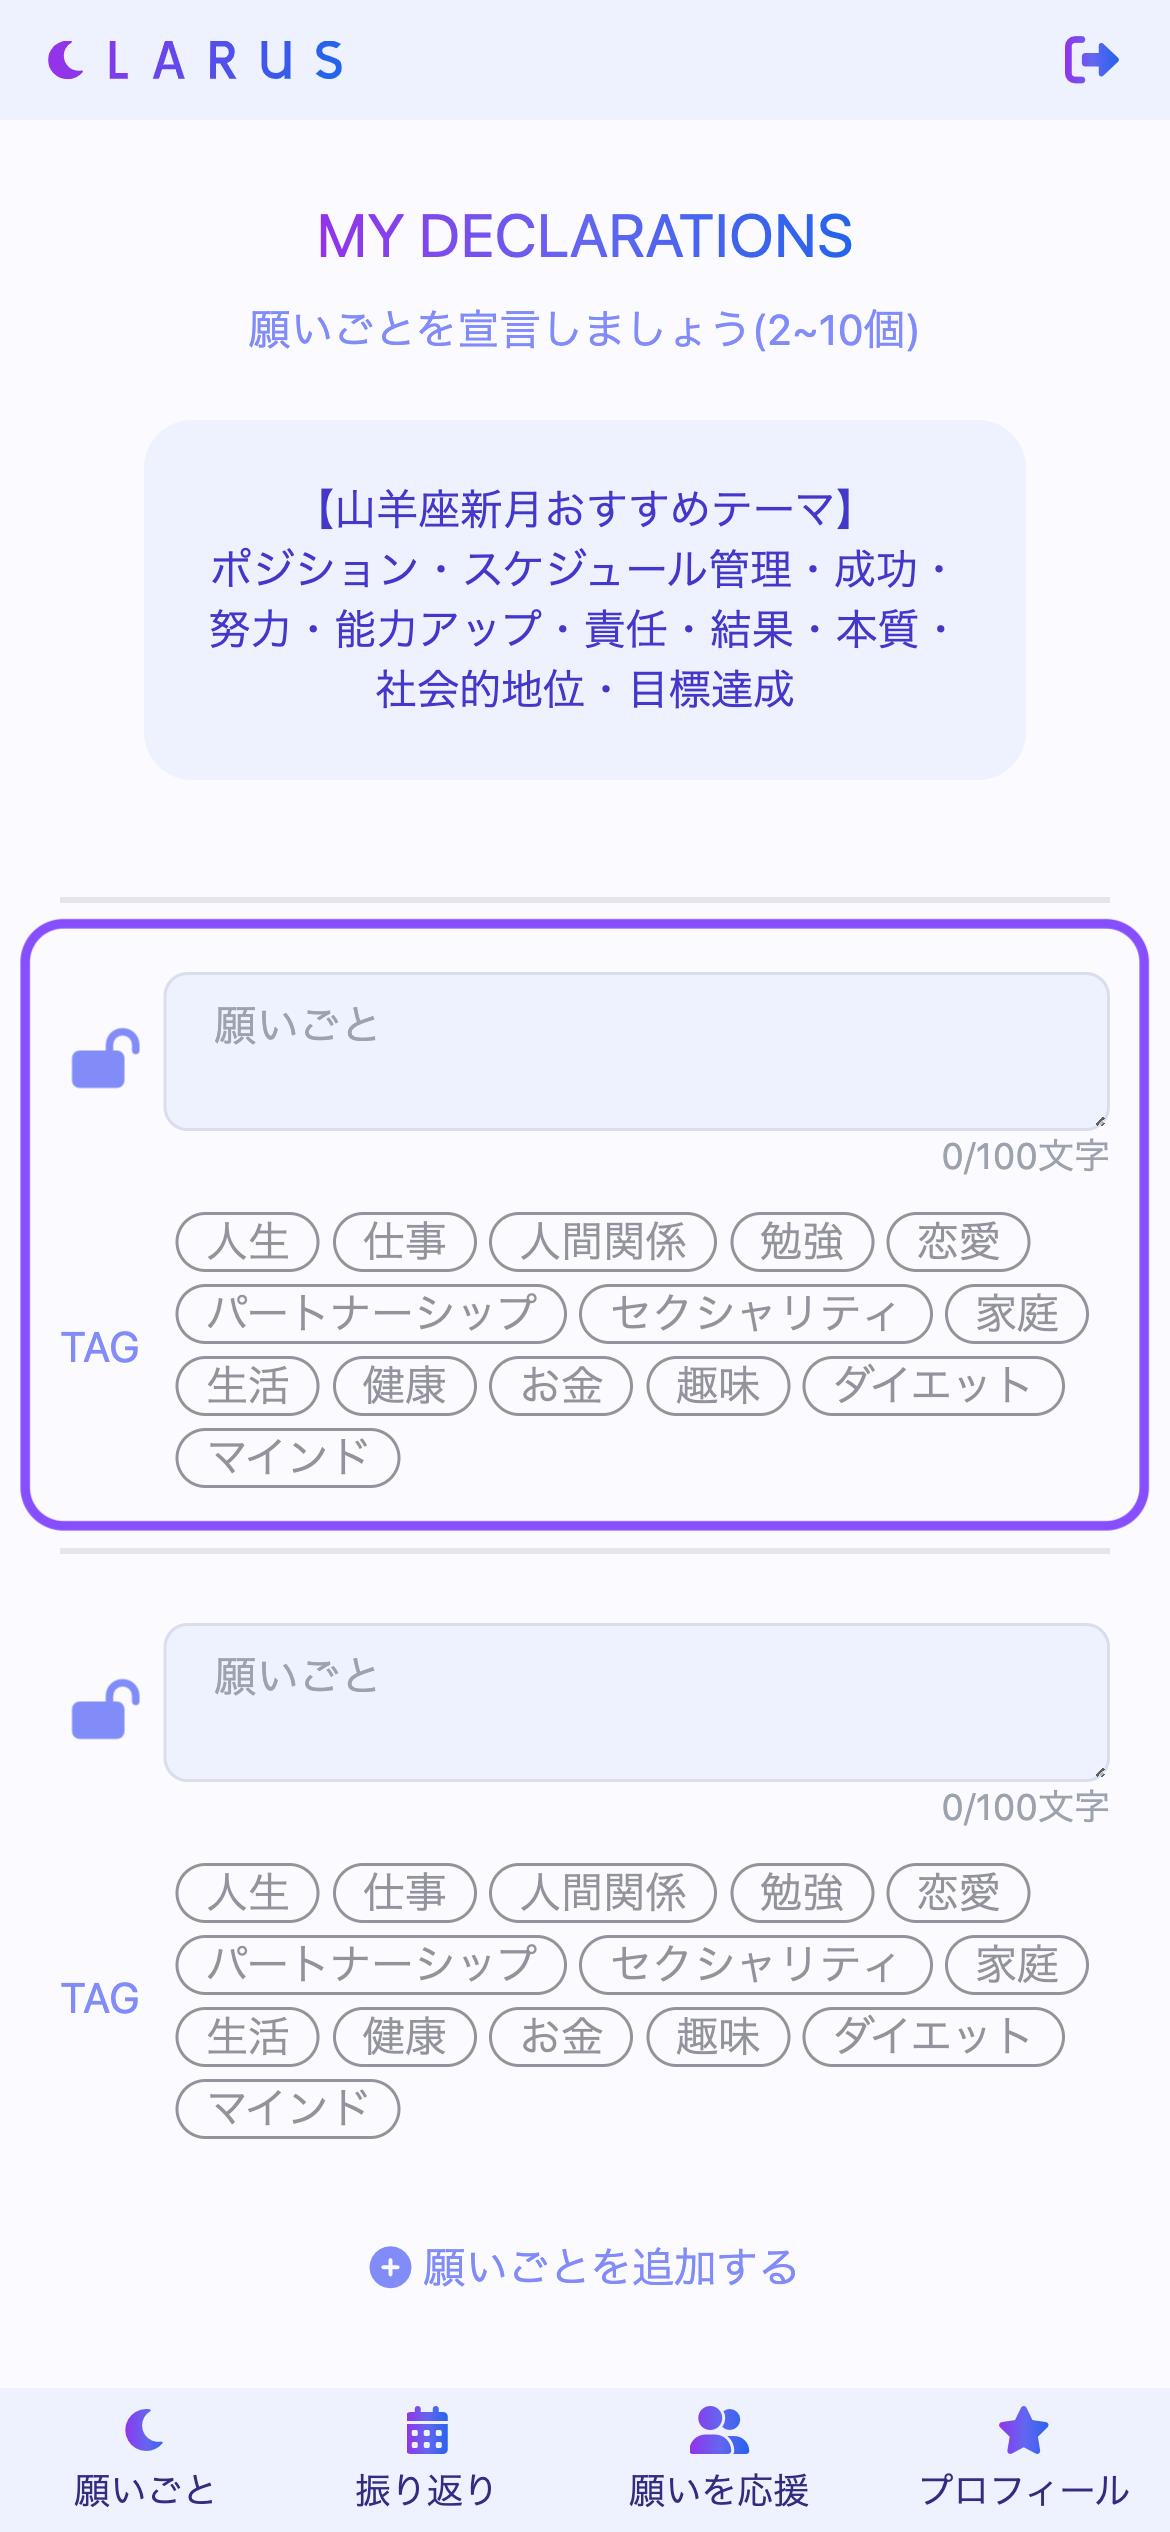 LARUS
MY DECLARATIONS
願いごとを宣言しましょう(2~10個)
【山羊座新月おすすめテーマ】
ポジション・スケジュール管理・成功・
努力・能力アップ・責任・結果・本質・
社会的地位・目標達成
願いごと
0/100文字
人生 仕事 人間関係 勉強 恋愛
パートナーシップ セクシャリティ 家庭
TAG
生活 健康 お金 趣味 ダイエット
マインド
願いごと
0/100文字
人生 仕事 人間関係 勉強 恋愛
パートナーシップ セクシャリティ 家庭
TAG
生活 健康 お金 趣味 ダイエット
マインド
願いごとを追加する
願いごと 振り返り 願いを応援 プロフィール